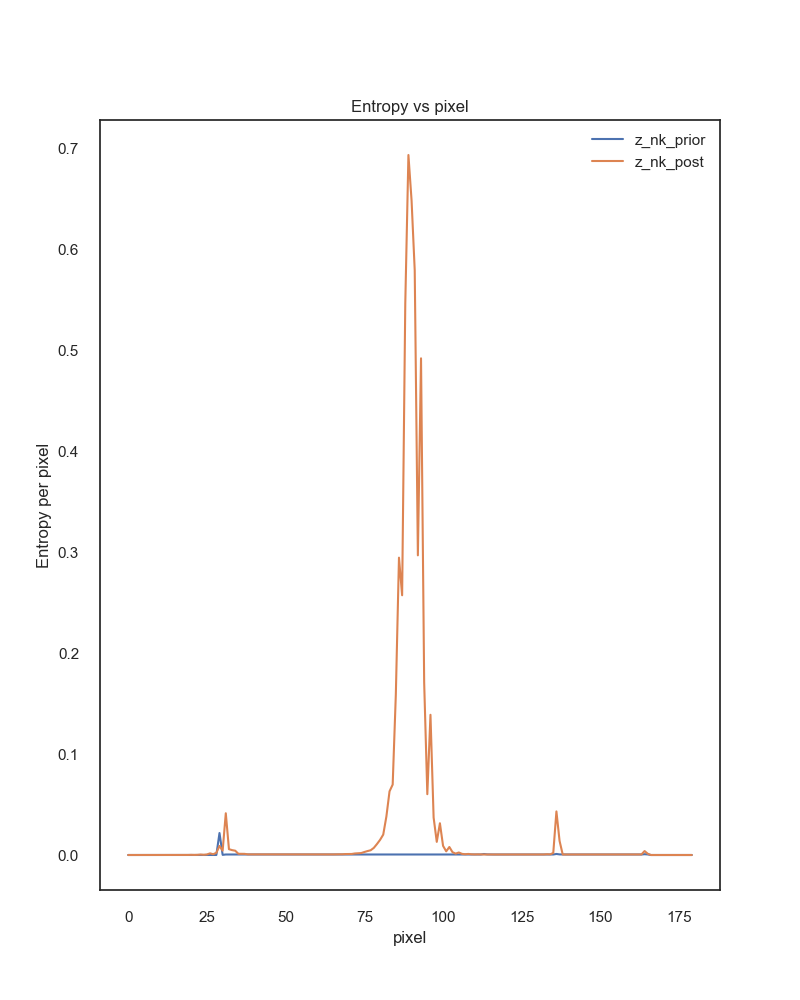 Entropy vs pixel
z_nk_prior
z_nk_post
0.7
0.6
0.5
0.4
0.3
0.2
0.1
0.0
Entropy per pixel
0 25 50 75 100 125 150 175
pixel